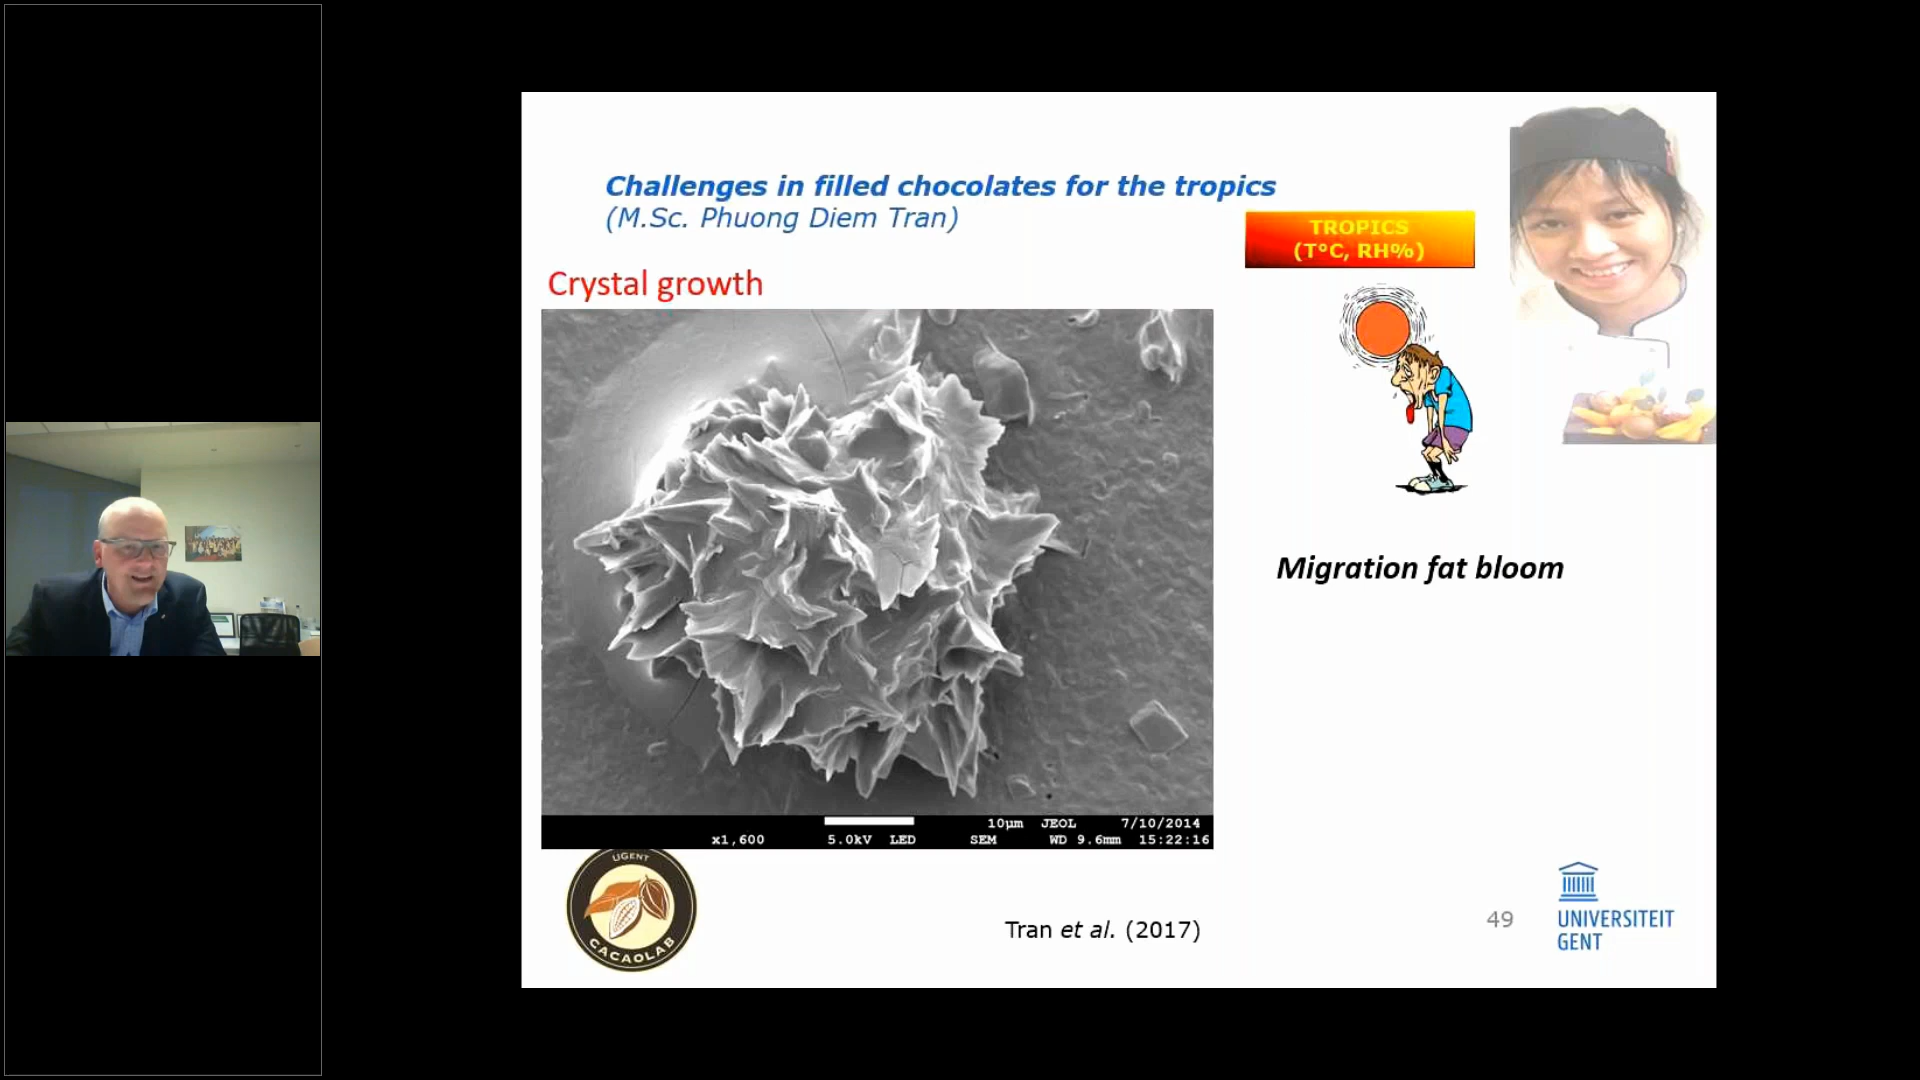 Challenges in filled chocolates for the tropics
(M.Sc. Phuong Diem Tran)
TROPICS
(T°C, RH%)
Crystal growth
Migration fat bloom
10µm JEOL 7/10/2014
x1,600 5.0kV LED SEM WD 9.6mm 15:22:16
UGENT
CACAOLAB
Tran et al. (2017)
49
UNIVERSITEIT
GENT